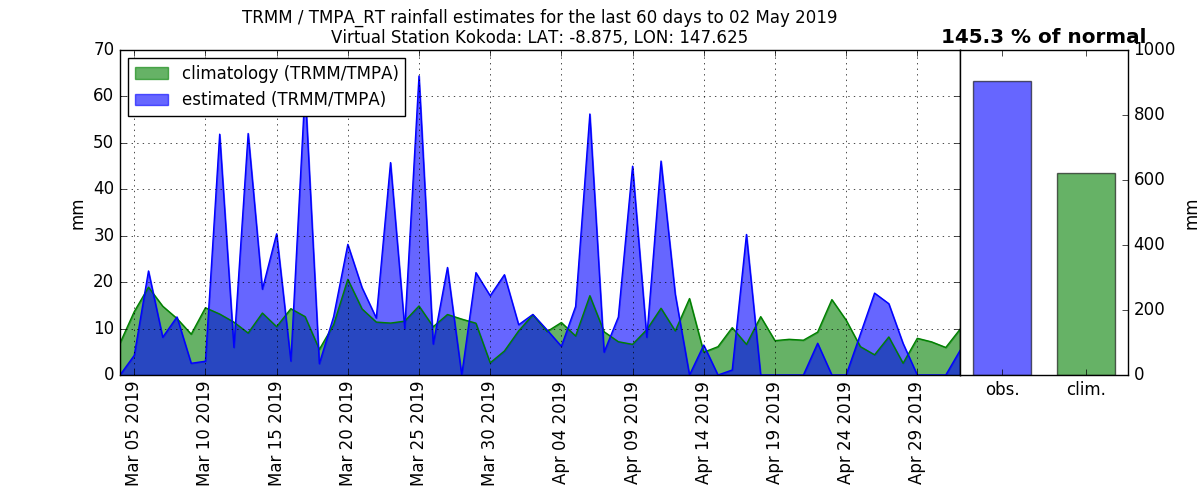 TRMM / TMPA_RT rainfall estimates for the last 60 days to 02 May 2019
Virtual Station Kokoda: LAT: -8.875, LON: 147.625
145.3 % of normal
climatology (TRMM/TMPA)
estimated (TRMM/TMPA)
70
60
50
40
30
20
10
0
mm
Mar 05 2019
Mar 10 2019
Mar 15 2019
Mar 20 2019
Mar 25 2019
Mar 30 2019
Apr 04 2019
Apr 09 2019
Apr 14 2019
Apr 19 2019
Apr 24 2019
Apr 29 2019
1000
800
600
400
200
0
mm
obs.
clim.